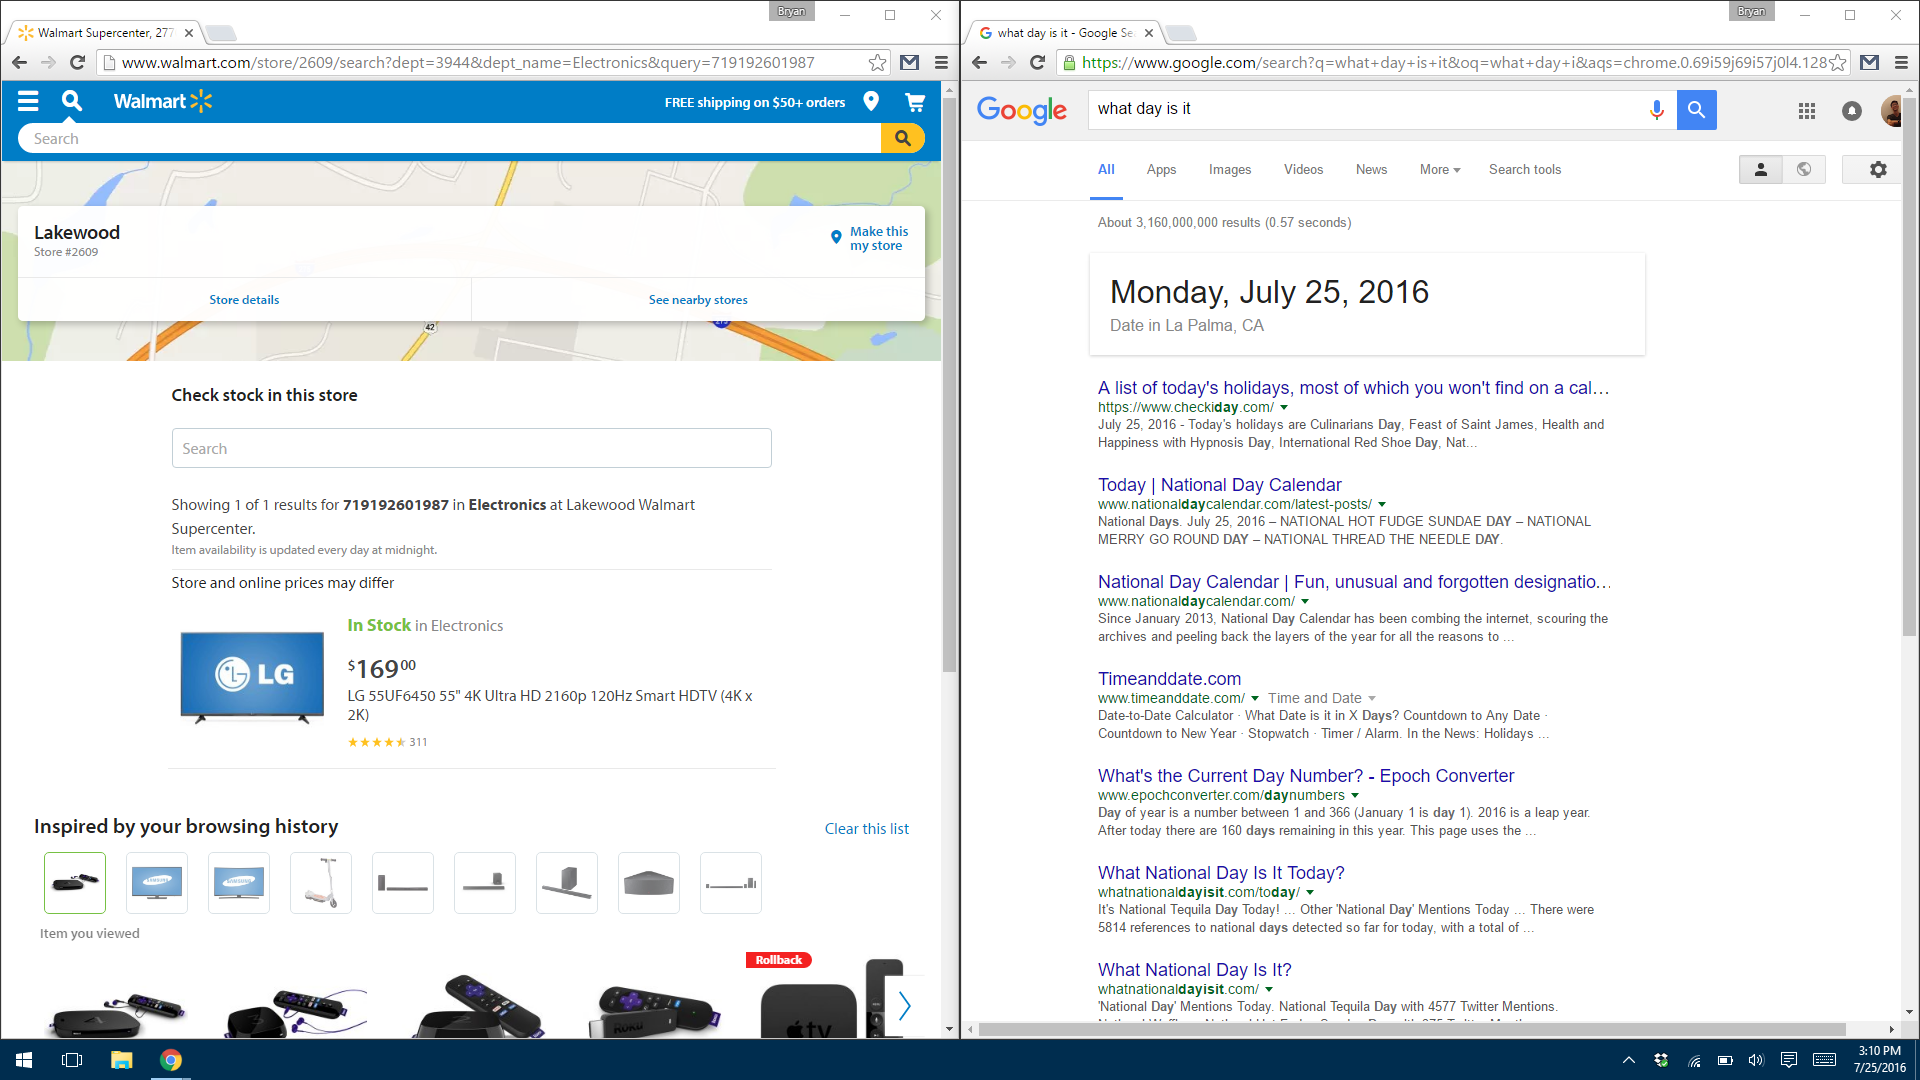 Bryan
Walmart Supercenter, 277
www.walmart.com/store/2609/search?dept=3944&dept_name=Electronics&query=719192601987
Walmart
FREE shipping on $50+ orders
Search
Lakewood
Store #2609
Make this
my store
Store details
See nearby stores
42
Check stock in this store
Search
Showing 1 of 1 results for 719192601987 in Electronics at Lakewood Walmart
Supercenter.
Item availability is updated every day at midnight.
Store and online prices may differ
LG
In Stock in Electronics
$169 00
LG 55UF6450 55" 4K Ultra HD 2160p 120Hz Smart HDTV (4K x
2K)
311
Inspired by your browsing history
Clear this list
SAMSUNG
SAMSUNG
Item you viewed
Rollback
Roku
tv
Bryan
what day is it - Google Se
https://www.google.com/search?q=what+day+is+it&oq=what+day+i&aqs=chrome.0.69i59j69i57j0l4.128
Google
what day is it
All
Apps
Images
Videos
News
More
Search tools
About 3,160,000,000 results (0.57 seconds)
Monday, July 25, 2016
Date in La Palma, CA
A list of today's holidays, most of which you won't find on a cal...
https://www.checkiday.com/
July 25, 2016 - Today's holidays are Culinarians Day, Feast of Saint James, Health and
Happiness with Hypnosis Day, International Red Shoe Day, Nat...
Today | National Day Calendar
www.nationaldaycalendar.com/latest-posts/
National Days. July 25, 2016 – NATIONAL HOT FUDGE SUNDAE DAY – NATIONAL
MERRY GO ROUND DAY – NATIONAL THREAD THE NEEDLE DAY.
National Day Calendar | Fun, unusual and forgotten designatio...
www.nationaldaycalendar.com/
Since January 2013, National Day Calendar has been combing the internet, scouring the
archives and peeling back the layers of the year for all the reasons to ...
Timeanddate.com
www.timeanddate.com/ Time and Date
Date-to-Date Calculator · What Date is it in X Days? Countdown to Any Date ·
Countdown to New Year · Stopwatch · Timer / Alarm. In the News: Holidays ...
What's the Current Day Number? - Epoch Converter
www.epochconverter.com/daynumbers
Day of year is a number between 1 and 366 (January 1 is day 1). 2016 is a leap year.
After today there are 160 days remaining in this year. This page uses the ...
What National Day Is It Today?
whatnationaldayisit.com/today/
It's National Tequila Day Today! ... Other 'National Day' Mentions Today ... There were
5814 references to national days detected so far for today, with a total of ...
What National Day Is It?
whatnationaldayisit.com/
'National Day' Mentions Today. National Tequila Day with 4577 Twitter Mentions.
3:10 PM
7/25/2016